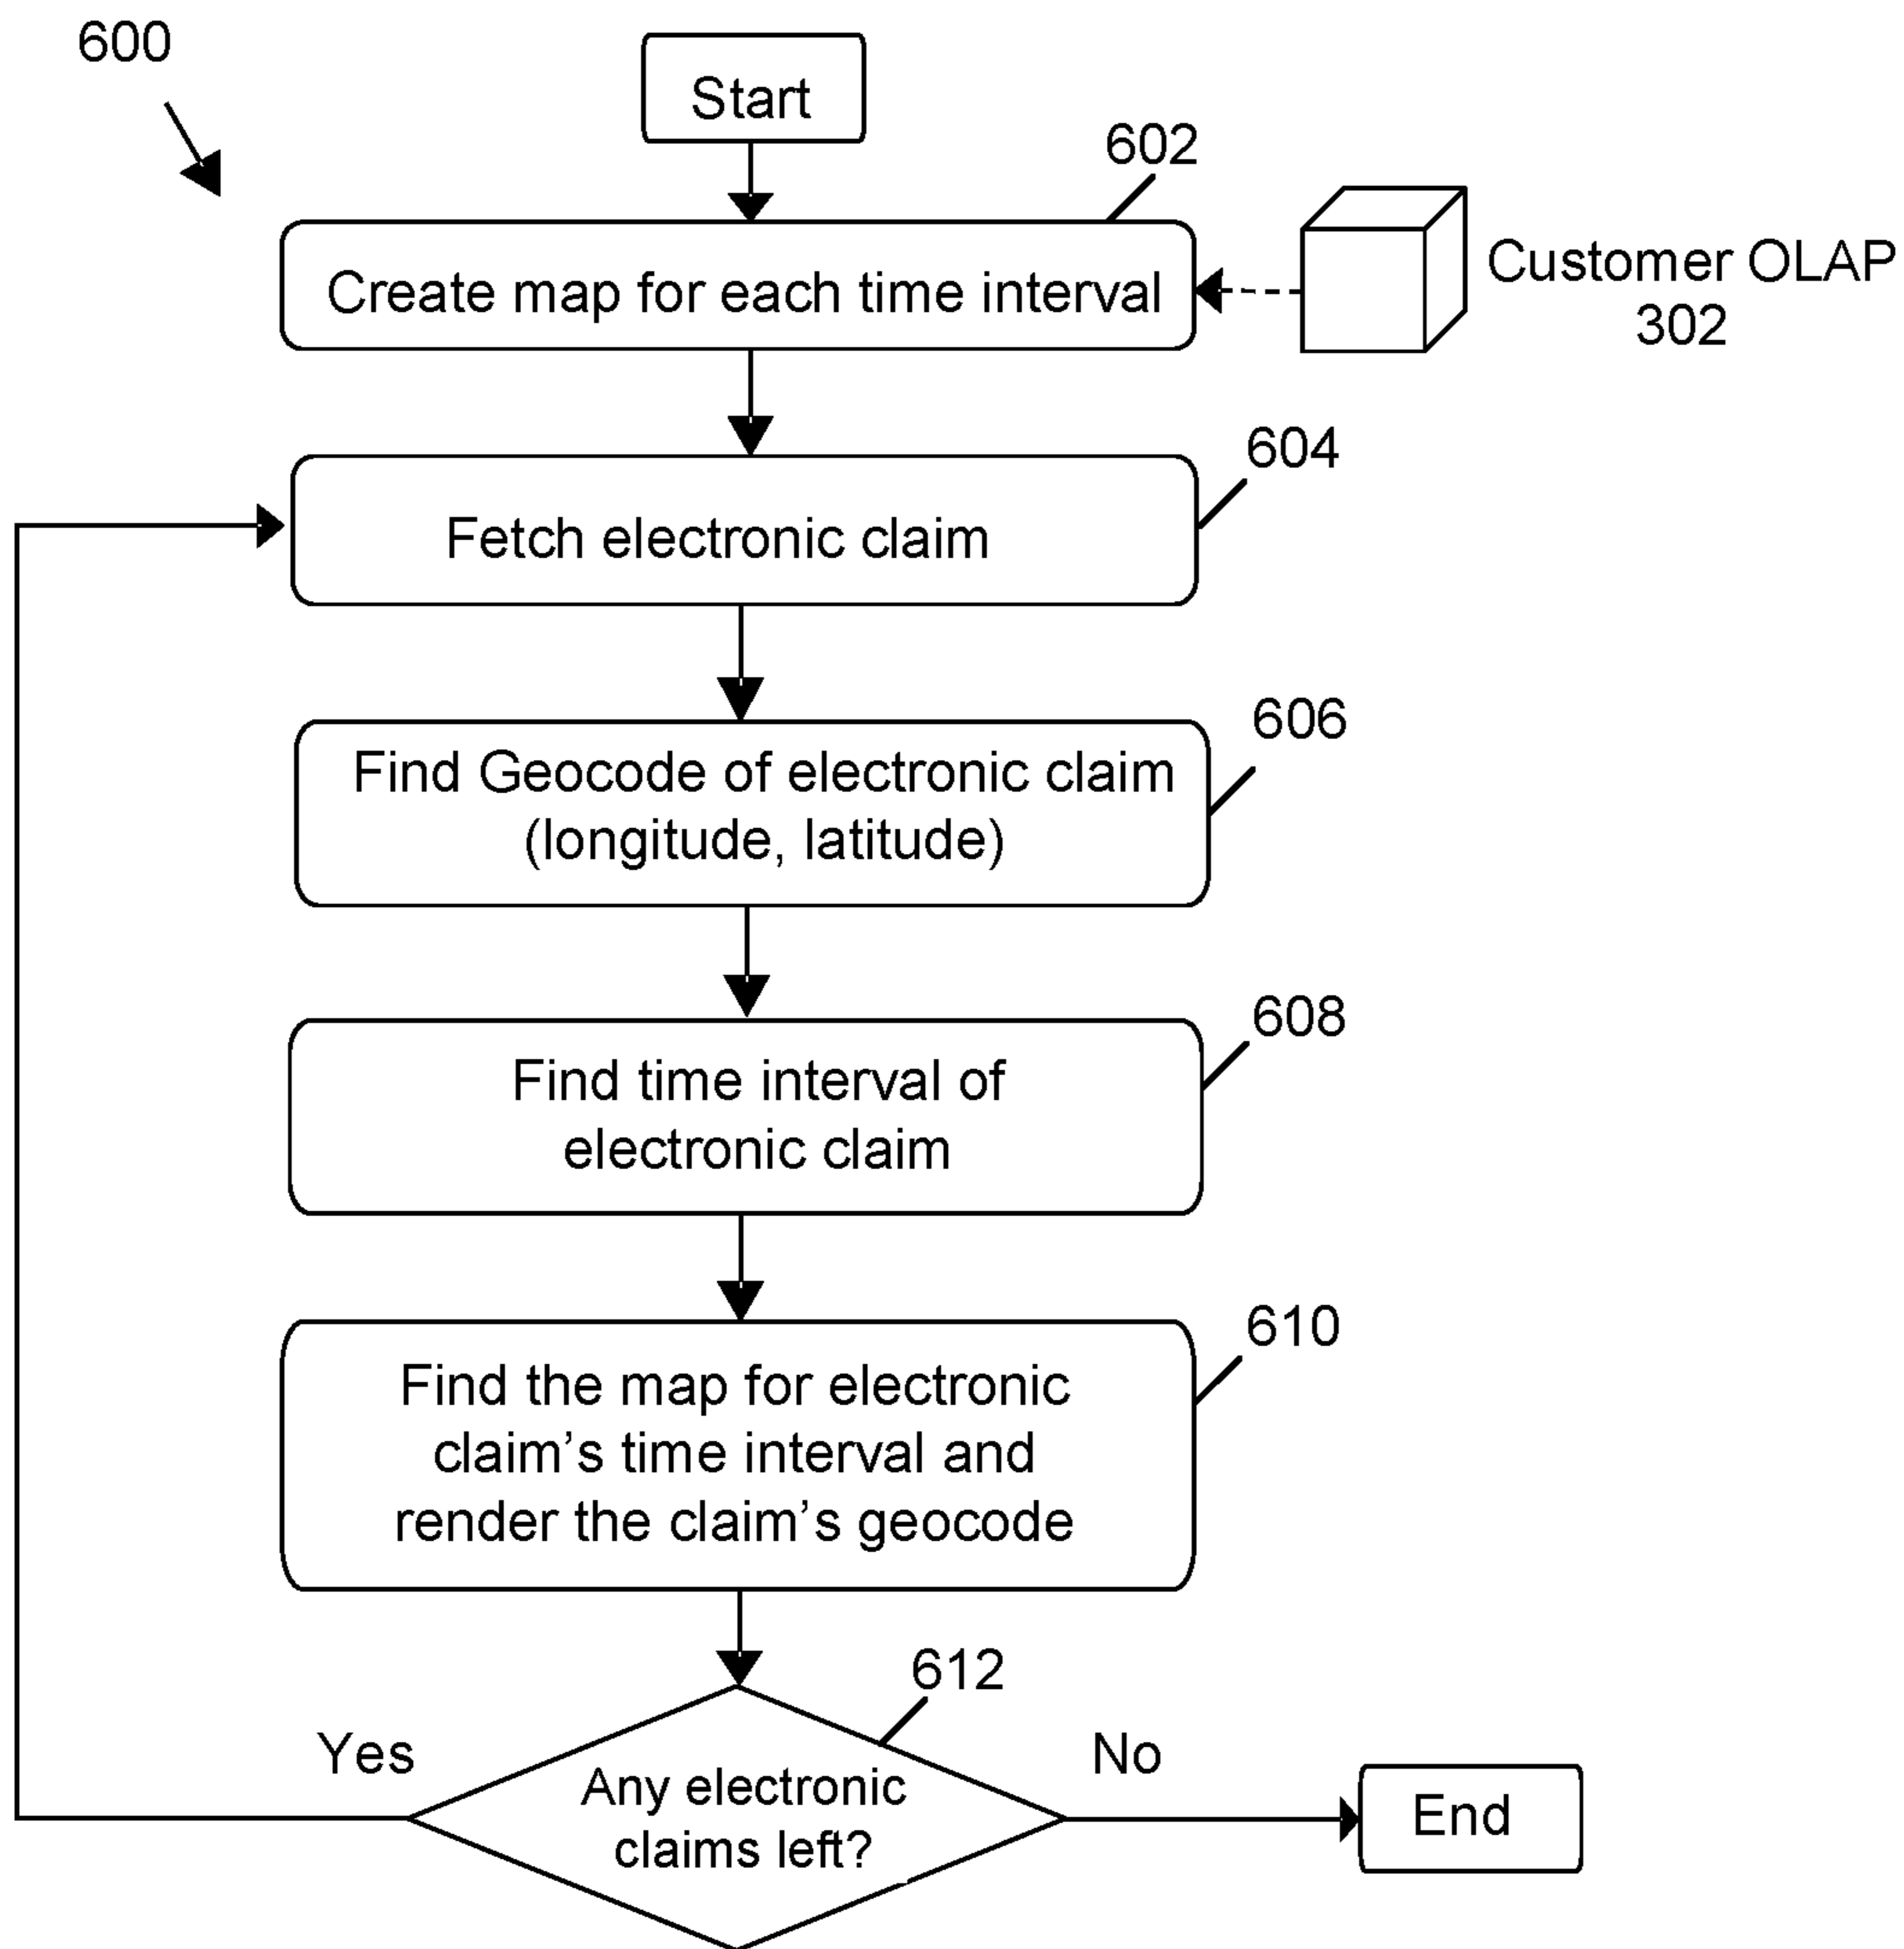 600
Start
602
Create map for each time interval
Customer OLAP
302
604
Fetch electronic claim
606
Find Geocode of electronic claim
(longitude, latitude)
608
Find time interval of
electronic claim
610
Find the map for electronic
claim’s time interval and
render the claim’s geocode
612
Yes
No
Any electronic
claims left?
End